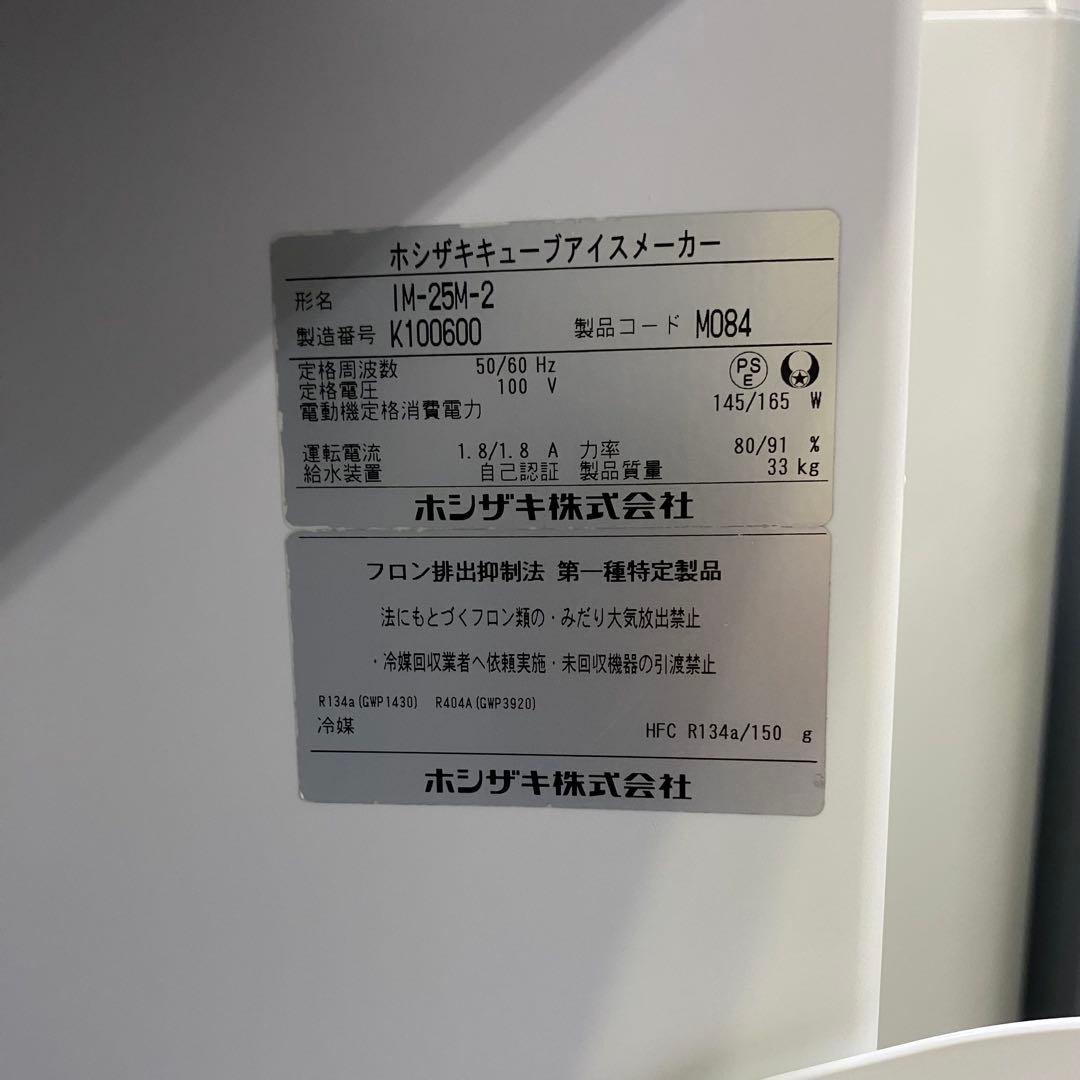 ホシザキキューブアイスメーカー
形名 IM-25M-2
製造番号 K100600 製品コード M084
定格周波数 50/60 Hz
定格電圧 100 V
PS E
電動機定格消費電力 145/165 W
運転電流 1.8/1.8 A 力率 80/91 %
給水装置 自己認証 製品質量 33 kg
ホシザキ株式会社
フロン排出抑制法 第一種特定製品
法にもとづくフロン類の・みだり大気放出禁止
・冷媒回収業者へ依頼実施・未回収機器の引渡禁止
R134a(GWP1430) R404A(GWP3920)
冷媒 HFC R134a/150 g
ホシザキ株式会社